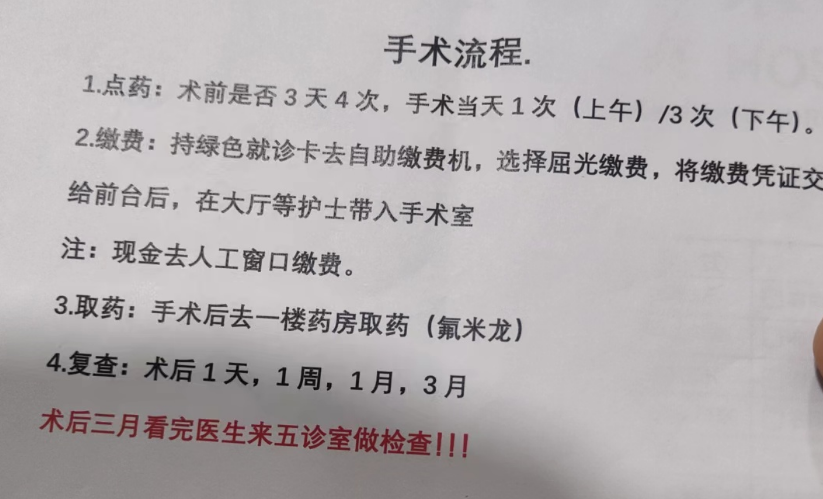 手术流程.
1.点药：术前是否 3 天 4 次，手术当天 1 次（上午）/3 次（下午）。
2.缴费：持绿色就诊卡去自助缴费机，选择屈光缴费，将缴费凭证交
给前台后，在大厅等护士带入手术室
注：现金去人工窗口缴费。
3.取药：手术后去一楼药房取药（氟米龙）
4.复查：术后 1 天，1 周，1 月，3 月
术后三月看完医生来五诊室做检查!!!